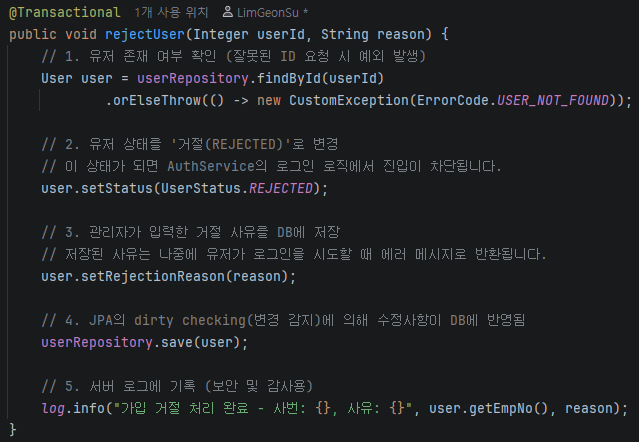 @Transactional 1개 사용 위치 LimGeonSu *
public void rejectUser(Integer userId, String reason) {
// 1. 유저 존재 여부 확인 (잘못된 ID 요청 시 예외 발생)
User user = userRepository.findById(userId)
.orElseThrow(() -> new CustomException(ErrorCode.USER_NOT_FOUND));
// 2. 유저 상태를 '거절(REJECTED)'로 변경
// 이 상태가 되면 AuthService의 로그인 로직에서 진입이 차단됩니다.
user.setStatus(UserStatus.REJECTED);
// 3. 관리자가 입력한 거절 사유를 DB에 저장
// 저장된 사유는 나중에 유저가 로그인을 시도할 때 에러 메시지로 반환됩니다.
user.setRejectionReason(reason);
// 4. JPA의 dirty checking(변경 감지)에 의해 수정사항이 DB에 반영됨
userRepository.save(user);
// 5. 서버 로그에 기록 (보안 및 감사용)
log.info("가입 거절 처리 완료 - 사번: {}, 사유: {}", user.getEmpNo(), reason);
}